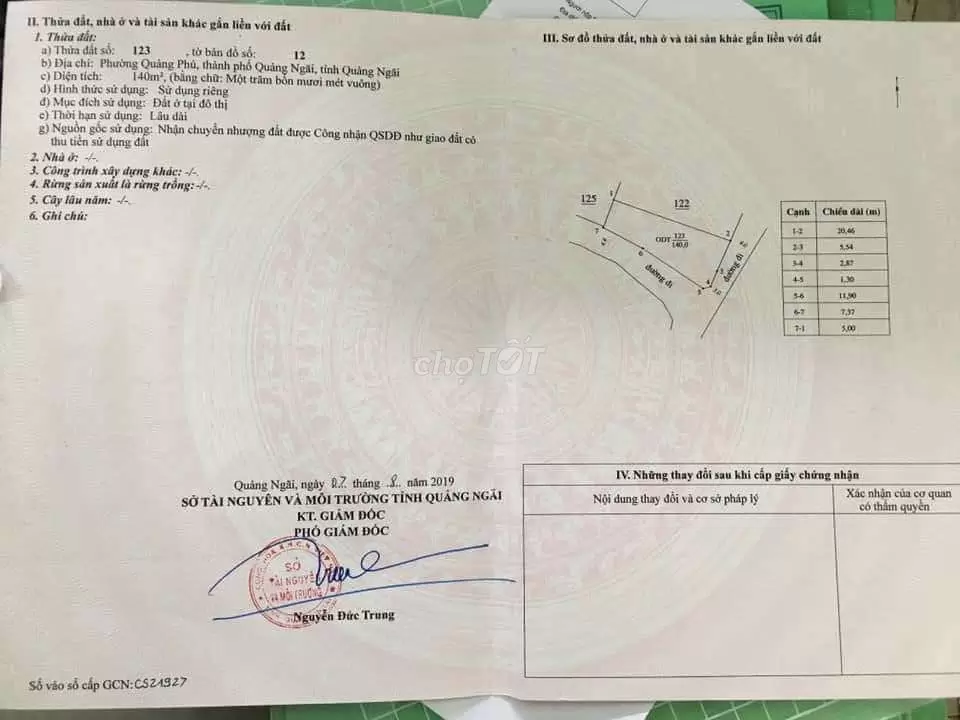 II. Thửa đất, nhà ở và tài sản khác gắn liền với đất
1. Thửa đất:
a) Thửa đất số: 123 , tờ bản đồ số: 12
b) Địa chỉ: Phường Quảng Phú, thành phố Quảng Ngãi, tỉnh Quảng Ngãi
c) Diện tích: 140m², (bằng chữ: Một trăm bốn mươi mét vuông)
d) Hình thức sử dụng: Sử dụng riêng
đ) Mục đích sử dụng: Đất ở tại đô thị
e) Thời hạn sử dụng: Lâu dài
g) Nguồn gốc sử dụng: Nhận chuyển nhượng đất được Công nhận QSDĐ như giao đất có
thu tiền sử dụng đất
2. Nhà ở: -/-.
3. Công trình xây dựng khác: -/-.
4. Rừng sản xuất là rừng trồng: -/-.
5. Cây lâu năm: -/-.
6. Ghi chú:
III. Sơ đồ thửa đất, nhà ở và tài sản khác gắn liền với đất
125
1
122
2
7
ODT 123
140,0
6
3
4
5
đường đi
đường đi
Cạnh Chiều dài (m)
1-2 20,46
2-3 5,54
3-4 2,87
4-5 1,30
5-6 11,90
6-7 7,37
7-1 5,00
chợTỐT
Quảng Ngãi, ngày 07 tháng 8 năm 2019
SỞ TÀI NGUYÊN VÀ MÔI TRƯỜNG TỈNH QUẢNG NGÃI
KT. GIÁM ĐỐC
PHÓ GIÁM ĐỐC
SỞ
TÀI NGUYÊN
VÀ MÔI TRƯỜNG
Nguyễn Đức Trung
Số vào sổ cấp GCN: CS21927
IV. Những thay đổi sau khi cấp giấy chứng nhận
Nội dung thay đổi và cơ sở pháp lý
Xác nhận của cơ quan
có thẩm quyền